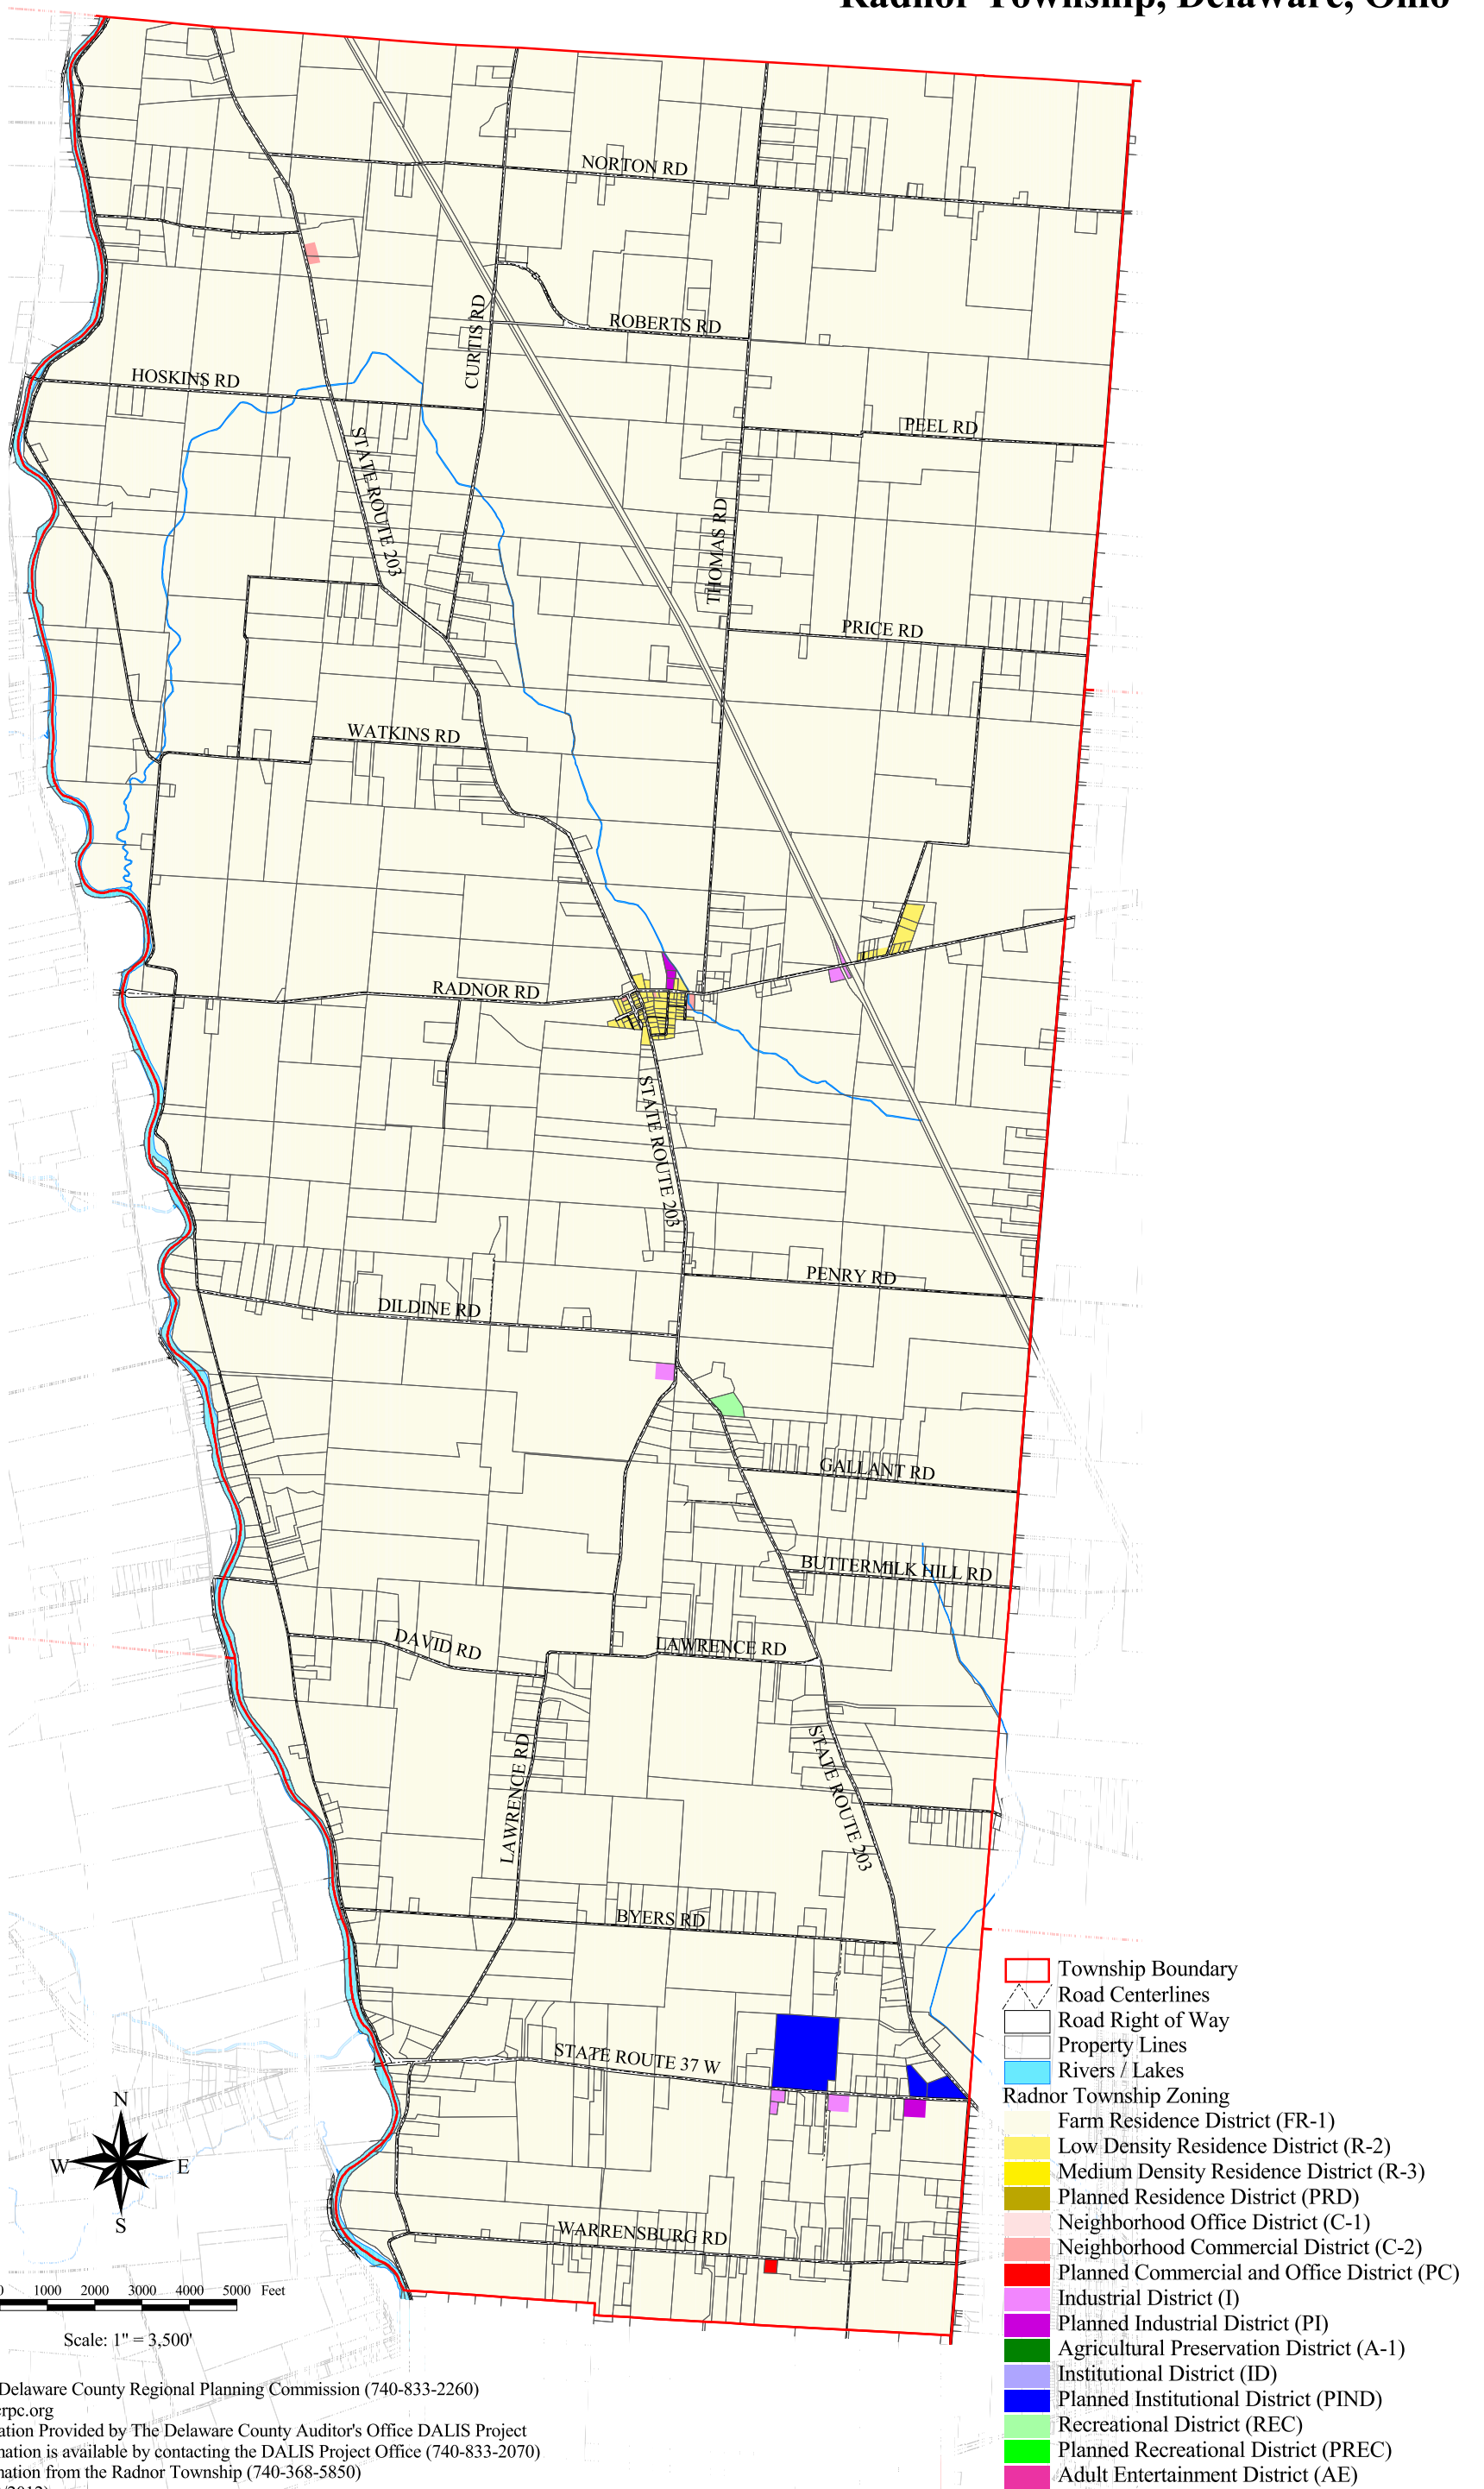 Radnor Township, Delaware, Ohio
NORTON RD
CURTIS RD
ROBERTS RD
HOSKINS RD
PEEL RD
STATE ROUTE 203
THOMAS RD
PRICE RD
WATKINS RD
RADNOR RD
STATE ROUTE 203
PENRY RD
DILDINE RD
GALLANT RD
BUTTERMILK HILL RD
DAVID RD
LAWRENCE RD
LAWRENCE RD
STATE ROUTE 203
BYERS RD
STATE ROUTE 37 W
WARRENSBURG RD
Township Boundary
Road Centerlines
Road Right of Way
Property Lines
Rivers / Lakes
Radnor Township Zoning
Farm Residence District (FR-1)
Low Density Residence District (R-2)
Medium Density Residence District (R-3)
Planned Residence District (PRD)
Neighborhood Office District (C-1)
Neighborhood Commercial District (C-2)
Planned Commercial and Office District (PC)
Industrial District (I)
Planned Industrial District (PI)
Agricultural Preservation District (A-1)
Institutional District (ID)
Planned Institutional District (PIND)
Recreational District (REC)
Planned Recreational District (PREC)
Adult Entertainment District (AE)
N
W E
S
0 1000 2000 3000 4000 5000 Feet
Scale: 1" = 3,500'
Delaware County Regional Planning Commission (740-833-2260)
rpc.org
ation Provided by The Delaware County Auditor's Office DALIS Project
nation is available by contacting the DALIS Project Office (740-833-2070)
nation from the Radnor Township (740-368-5850)